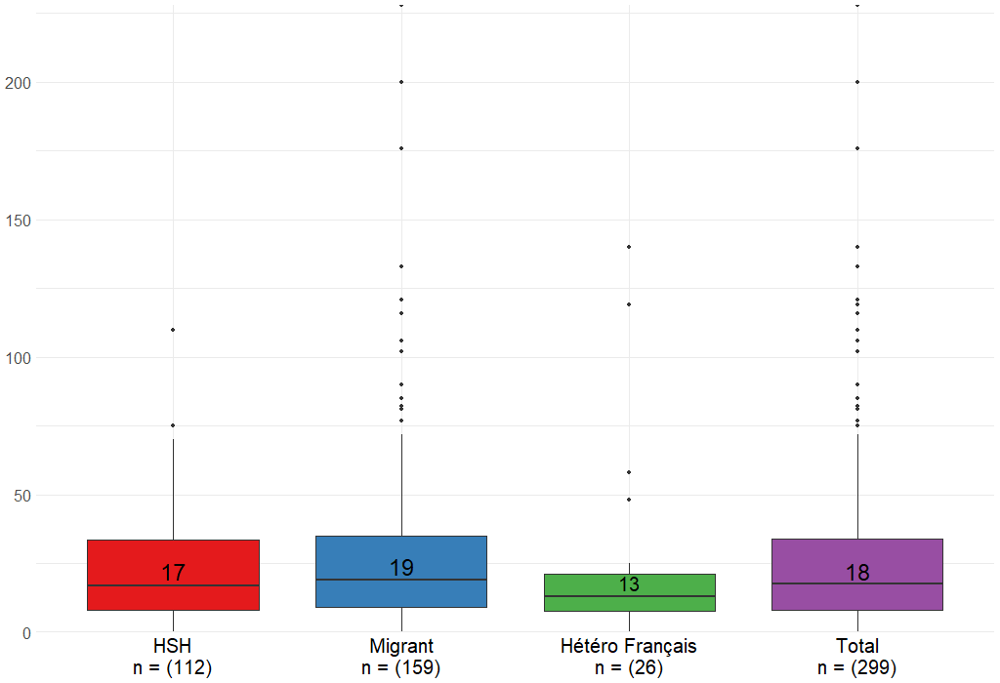 200
150
100
50
0
17
19
13
18
HSH
n = (112)
Migrant
n = (159)
Hétéro Français
n = (26)
Total
n = (299)